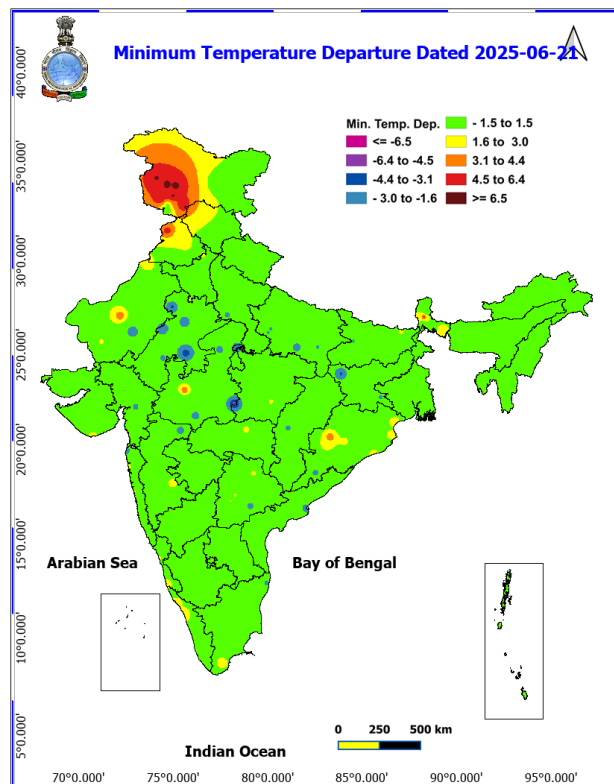 Minimum Temperature Departure Dated 2025-06-21
Min. Temp. Dep.
<= -6.5
-6.4 to -4.5
-4.4 to -3.1
- 3.0 to -1.6
- 1.5 to 1.5
1.6 to 3.0
3.1 to 4.4
4.5 to 6.4
>= 6.5
40°0.000'
35°0.000'
30°0.000'
25°0.000'
20°0.000'
15°0.000'
10°0.000'
5°0.000'
Arabian Sea
Bay of Bengal
Indian Ocean
0 250 500 km
70°0.000' 75°0.000' 80°0.000' 85°0.000' 90°0.000' 95°0.000'